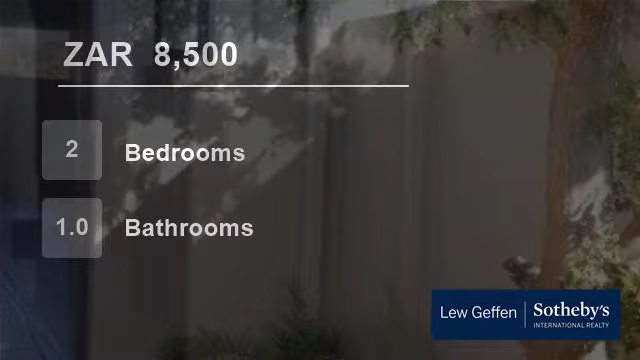 ZAR 8,500
2 Bedrooms
1.0 Bathrooms
Lew Geffen | Sotheby's
INTERNATIONAL REALTY